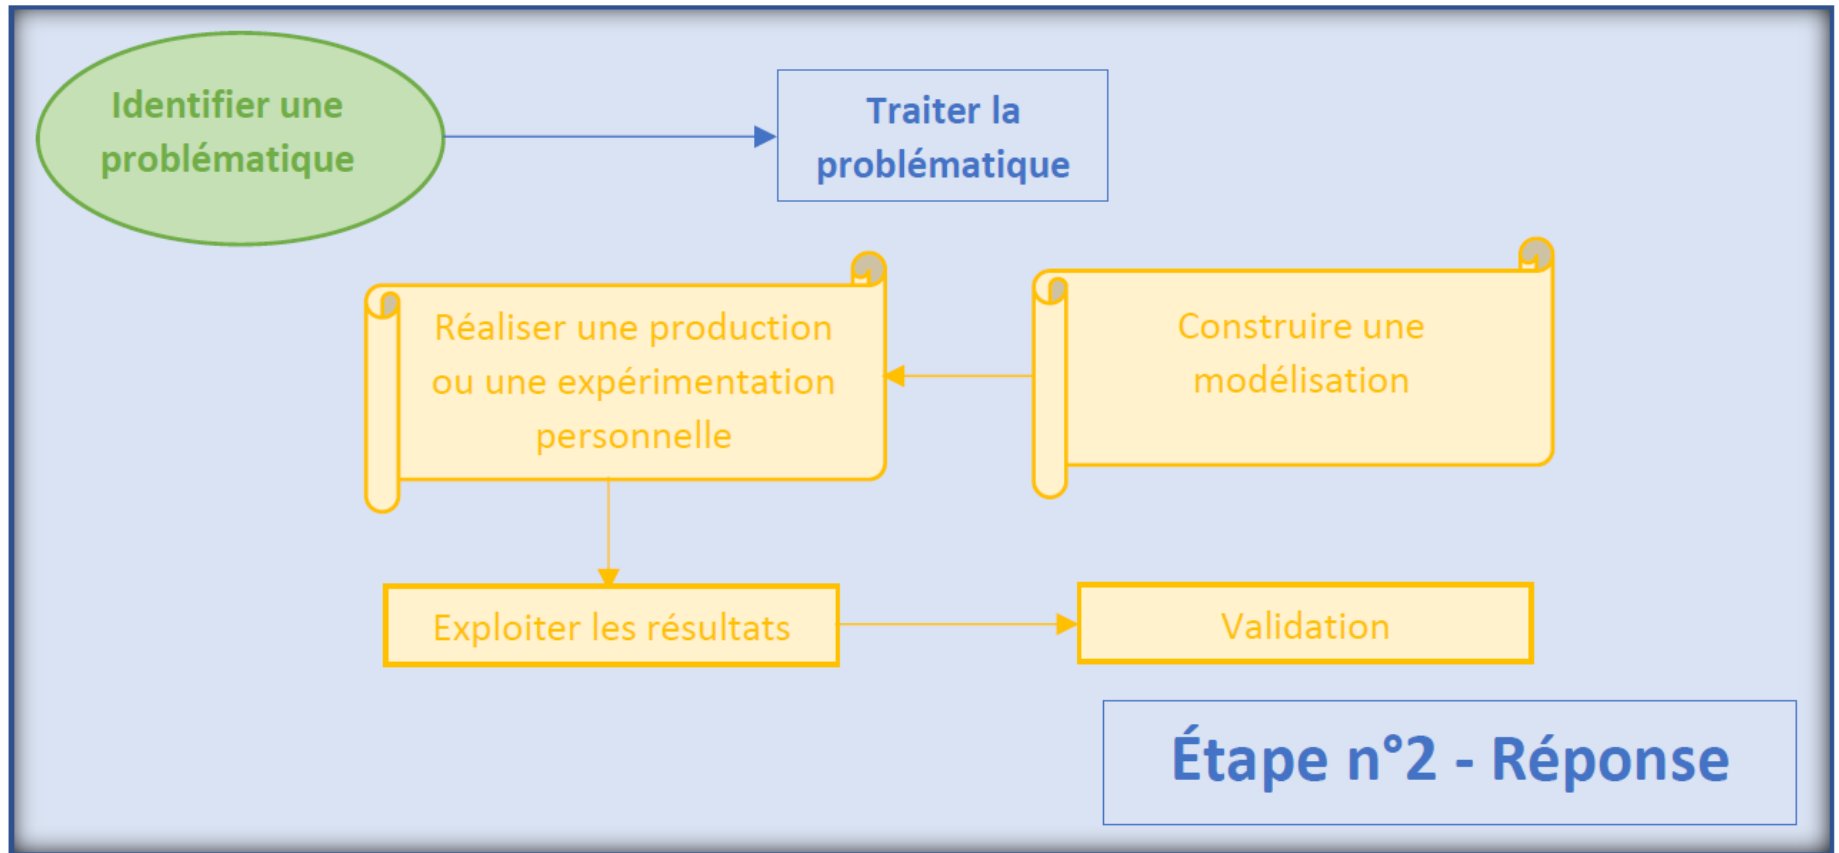 Identifier une
problématique
Traiter la
problématique
Réaliser une production
ou une expérimentation
personnelle
Construire une
modélisation
Exploiter les résultats
Validation
Étape n°2 - Réponse